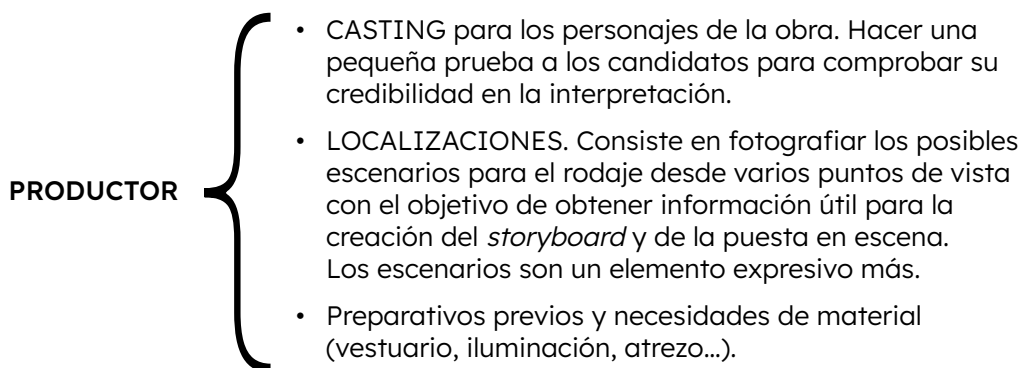 • CASTING para los personajes de la obra. Hacer una
pequeña prueba a los candidatos para comprobar su
credibilidad en la interpretación.
• LOCALIZACIONES. Consiste en fotografiar los posibles
escenarios para el rodaje desde varios puntos de vista
PRODUCTOR
con el objetivo de obtener información útil para la
creación del storyboard y de la puesta en escena.
Los escenarios son un elemento expresivo más.
• Preparativos previos y necesidades de material
(vestuario, iluminación, atrezo...).